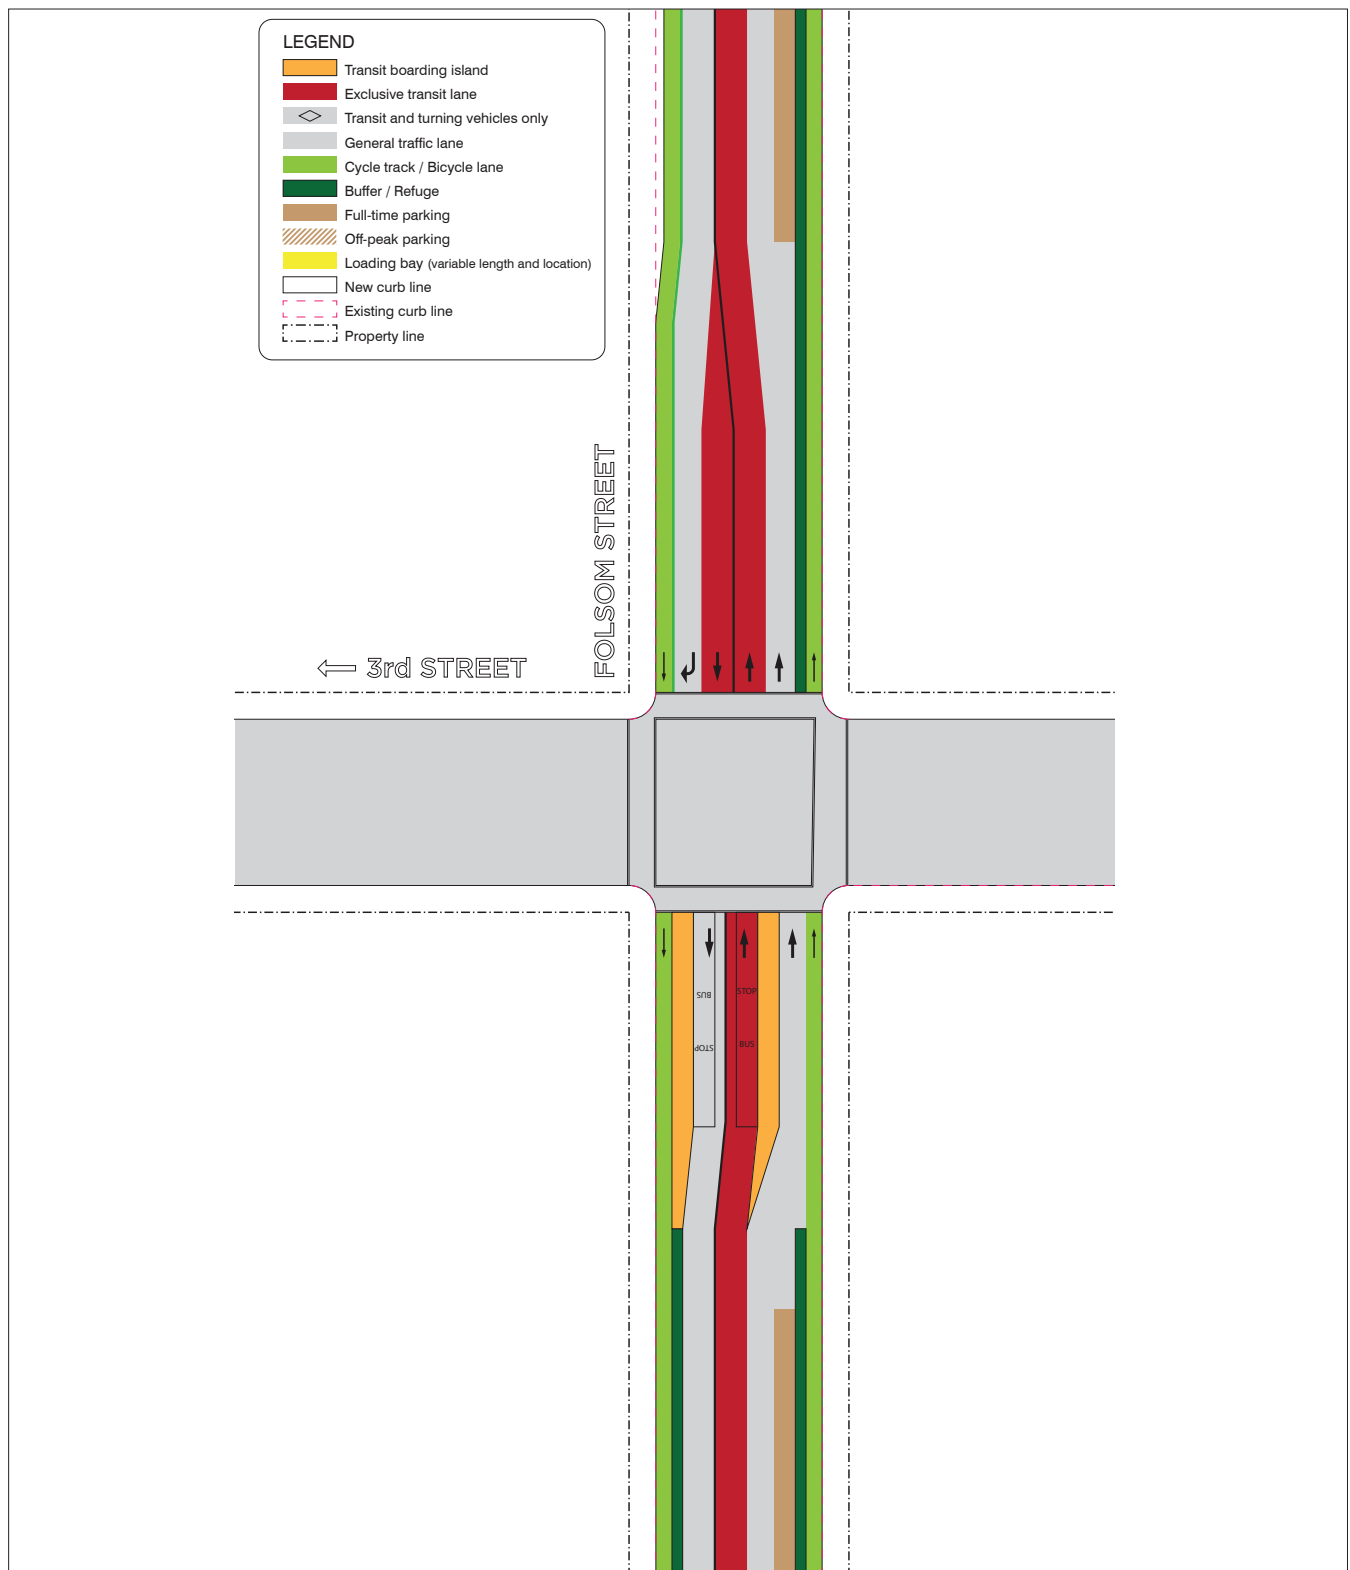 LEGEND
Transit boarding island
Exclusive transit lane
Transit and turning vehicles only
General traffic lane
Cycle track / Bicycle lane
Buffer / Refuge
Full-time parking
Off-peak parking
Loading bay (variable length and location)
New curb line
Existing curb line
Property line
FOLSOM STREET
3rd STREET
BUS
STOP
STOP
BUS